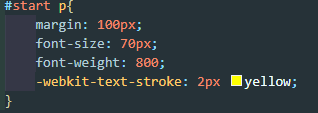 #start p{
    margin: 100px;
    font-size: 70px;
    font-weight: 800;
    -webkit-text-stroke: 2px yellow;
}